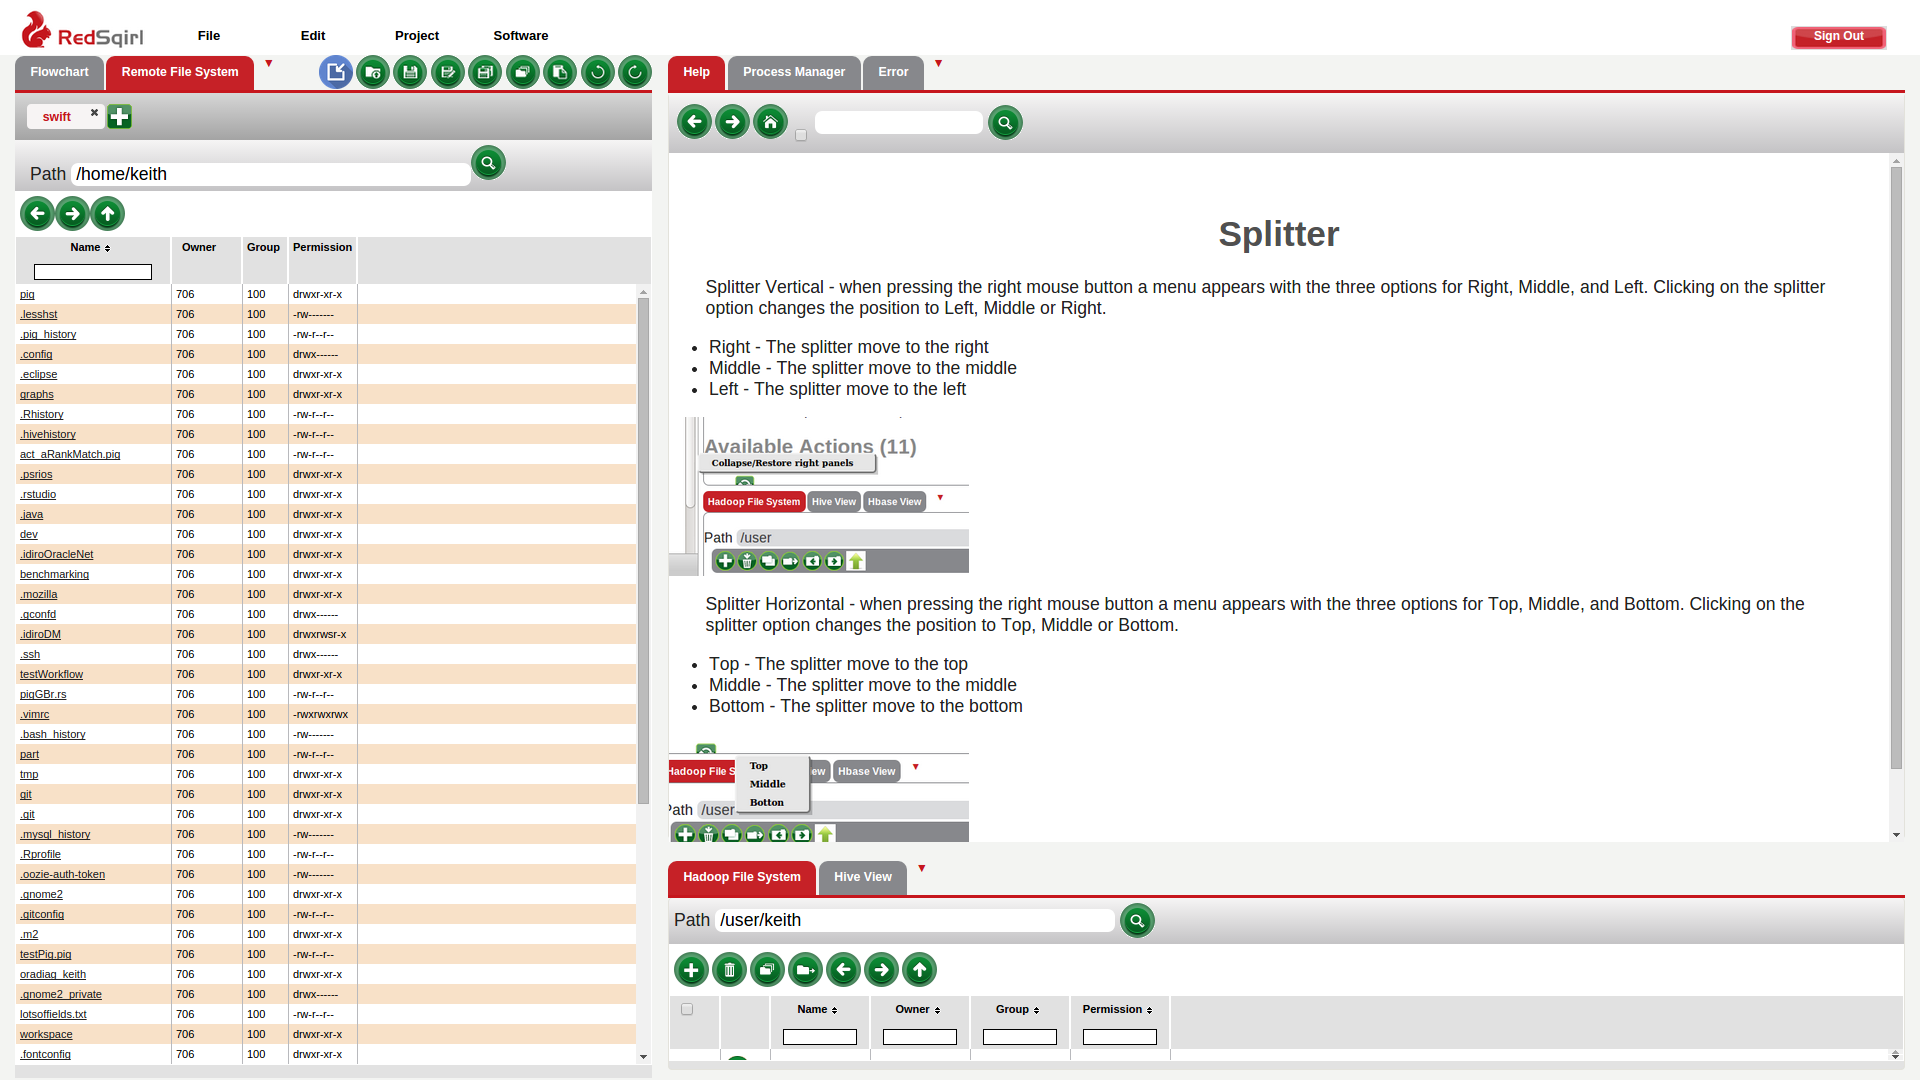 RedSqirl
File Edit Project Software
Sign Out
Flowchart Remote File System
Help Process Manager Error
swift
Path /home/keith
Name Owner Group Permission
pig 706 100 drwxr-xr-x
.lesshst 706 100 -rw-------
.pig_history 706 100 -rw-r--r--
.config 706 100 drwx------
.eclipse 706 100 drwxr-xr-x
graphs 706 100 drwxr-xr-x
.Rhistory 706 100 -rw-r--r--
.hivehistory 706 100 -rw-r--r--
act_aRankMatch.pig 706 100 -rw-r--r--
.psrios 706 100 drwxr-xr-x
.rstudio 706 100 drwxr-xr-x
.java 706 100 drwxr-xr-x
dev 706 100 drwxr-xr-x
.idiroOracleNet 706 100 drwxr-xr-x
benchmarking 706 100 drwxr-xr-x
.mozilla 706 100 drwxr-xr-x
.gconfd 706 100 drwx------
.idiroDM 706 100 drwxrwsr-x
.ssh 706 100 drwx------
testWorkflow 706 100 drwxr-xr-x
pigGBr.rs 706 100 -rw-r--r--
.vimrc 706 100 -rwxrwxrwx
.bash_history 706 100 -rw-------
part 706 100 -rw-r--r--
tmp 706 100 drwxr-xr-x
git 706 100 drwxr-xr-x
.git 706 100 drwxr-xr-x
.mysql_history 706 100 -rw-------
.Rprofile 706 100 -rw-r--r--
.oozie-auth-token 706 100 -rw-------
.gnome2 706 100 drwxr-xr-x
.gitconfig 706 100 -rw-r--r--
.m2 706 100 drwxr-xr-x
testPig.pig 706 100 -rw-r--r--
oradiag_keith 706 100 drwxr-xr-x
.gnome2_private 706 100 drwx------
lotsoffields.txt 706 100 -rw-r--r--
workspace 706 100 drwxr-xr-x
.fontconfig 706 100 drwxr-xr-x
Splitter
Splitter Vertical - when pressing the right mouse button a menu appears with the three options for Right, Middle, and Left. Clicking on the splitter
option changes the position to Left, Middle or Right.
Right - The splitter move to the right
Middle - The splitter move to the middle
Left - The splitter move to the left
Available Actions (11)
Collapse/Restore right panels
Hadoop File System Hive View Hbase View
Path /user
Splitter Horizontal - when pressing the right mouse button a menu appears with the three options for Top, Middle, and Bottom. Clicking on the
splitter option changes the position to Top, Middle or Bottom.
Top - The splitter move to the top
Middle - The splitter move to the middle
Bottom - The splitter move to the bottom
Top
Hadoop File S ew Hbase View
Middle
Botton
Path /user
Hadoop File System Hive View
Path /user/keith
Name Owner Group Permission